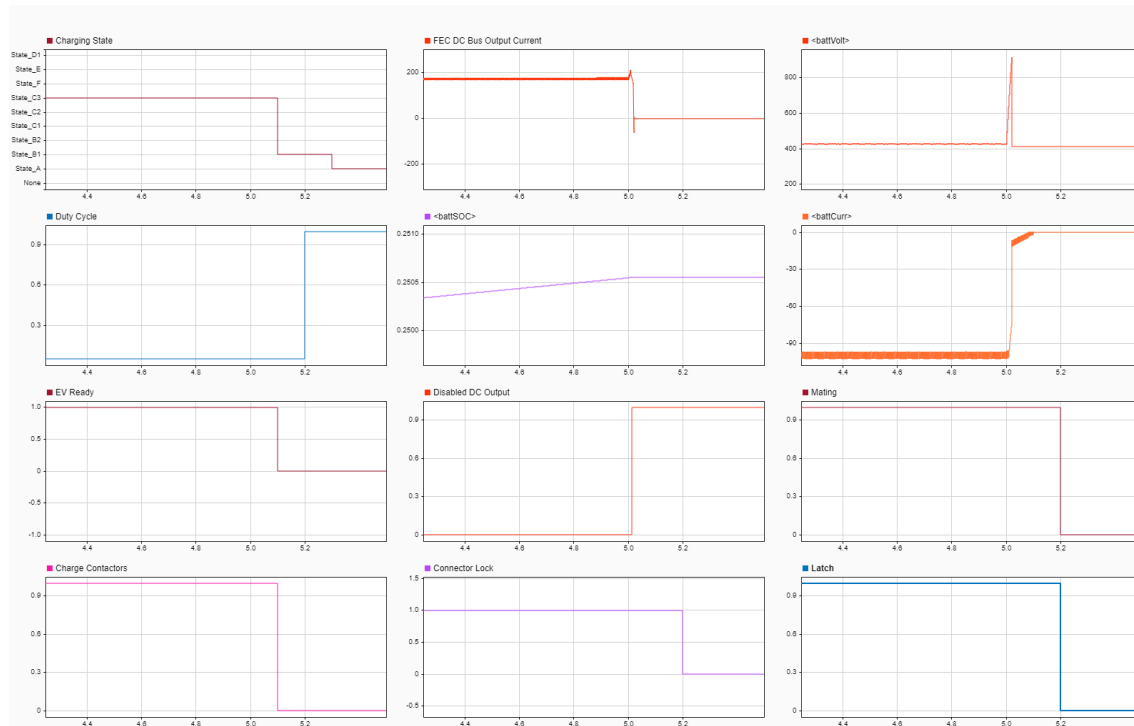 Charging State
State_D1
State_E
State_F
State_C3
State_C2
State_C1
State_B2
State_B1
State_A
None
4.4 4.6 4.8 5.0 5.2
FEC DC Bus Output Current
200
0
-200
4.4 4.6 4.8 5.0 5.2
<battVolt>
800
600
400
200
4.4 4.6 4.8 5.0 5.2
Duty Cycle
0.9
0.6
0.3
4.4 4.6 4.8 5.0 5.2
<battSOC>
0.2510
0.2505
0.2500
4.4 4.6 4.8 5.0 5.2
<battCurr>
0
-30
-60
-90
4.4 4.6 4.8 5.0 5.2
EV Ready
1.0
0.5
0
-0.5
-1.0
4.4 4.6 4.8 5.0 5.2
Disabled DC Output
0.9
0.6
0.3
0
4.4 4.6 4.8 5.0 5.2
Mating
0.9
0.6
0.3
0
4.4 4.6 4.8 5.0 5.2
Charge Contactors
0.9
0.6
0.3
0
4.4 4.6 4.8 5.0 5.2
Connector Lock
1.5
1.0
0.5
0
-0.5
4.4 4.6 4.8 5.0 5.2
Latch
0.9
0.6
0.3
0
4.4 4.6 4.8 5.0 5.2